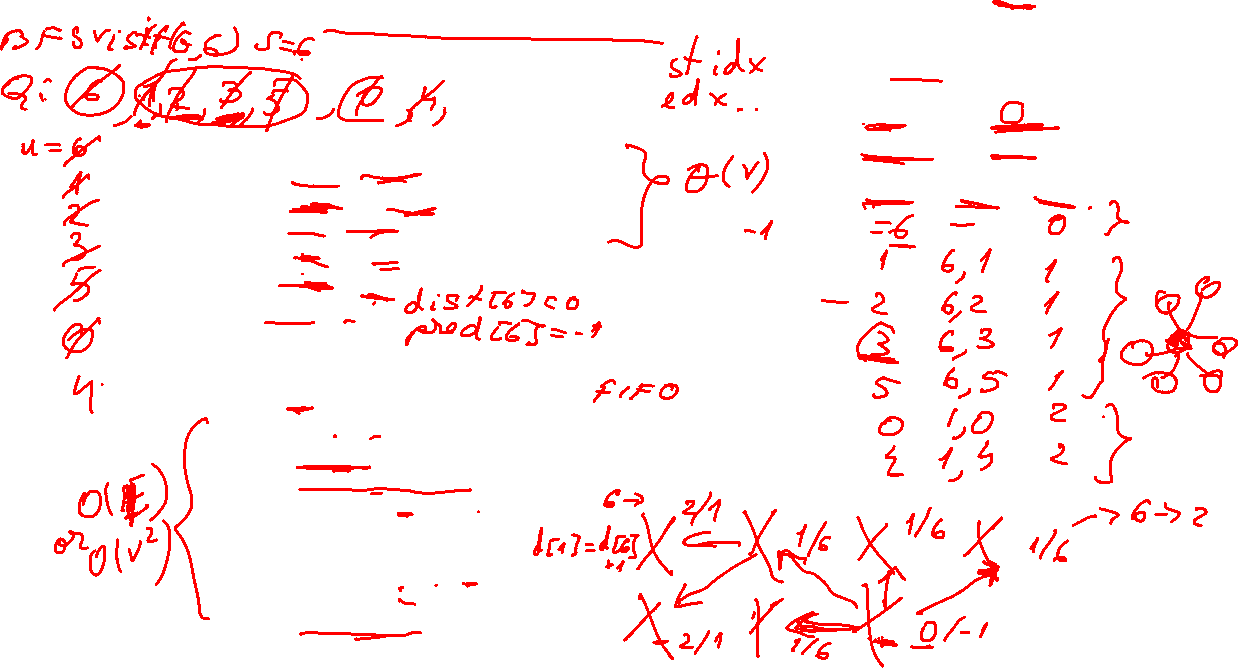 BFSVisit(G,6) S=6
st idx
Q: 6, 1, 2, 3, 5, 0, 4,
edx..
0
u = 6
1
θ(V)
2
-1
=6 = 0
3
1 6,1 1
5
dist[6]=0
2 6,2 1
pred[6]=-1
0
3 6,3 1
4
FIFO
5 6,5 1
0 1,0 2
4 1,4 2
O(E)
or O(V²)
6→ 2/1 1/6 1/6 1/6 → 6→2
d[1]=d[6]
+1
2/1 1/6 0/-1